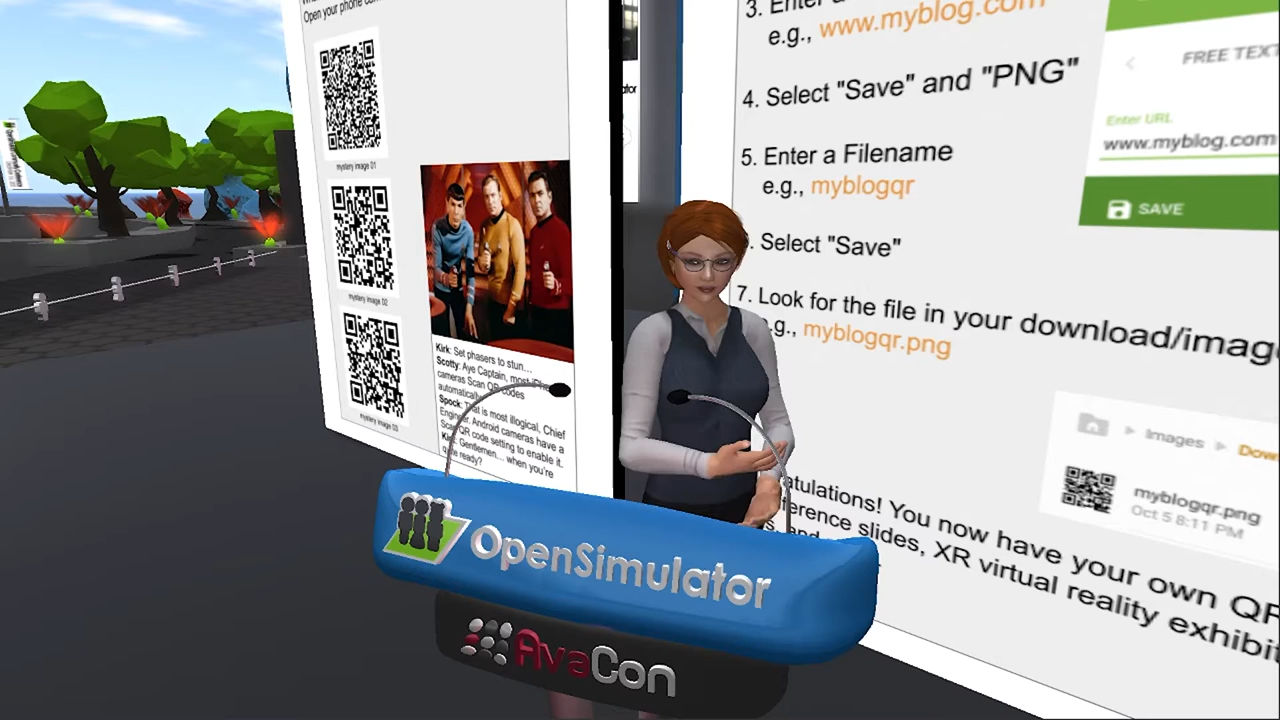 Open your phone
mystery image 01
mystery image 02
mystery image 03
Kirk: Set phasers to stun...
Scotty: Aye Captain, most
cameras Scan QR codes
automatically
Spock: That is most illogical, Chief
Engineer. Android cameras have a
Scan QR code setting to enable it.
Kirk: Gentlemen... when you're
quite ready?
3. Enter a
e.g., www.myblog.com
4. Select "Save" and "PNG"
5. Enter a Filename
e.g., myblogqr
. Select "Save"
7. Look for the file in your download/imag
e.g., myblogqr.png
atulations! You now have your own QR
ference slides, XR virtual reality exhibit
s, and
FREE TEXT
Enter URL
www.myblog.com
SAVE
Images
Dow
myblogqr.png
Oct 5 8:11 PM
OpenSimulator
AvaCon